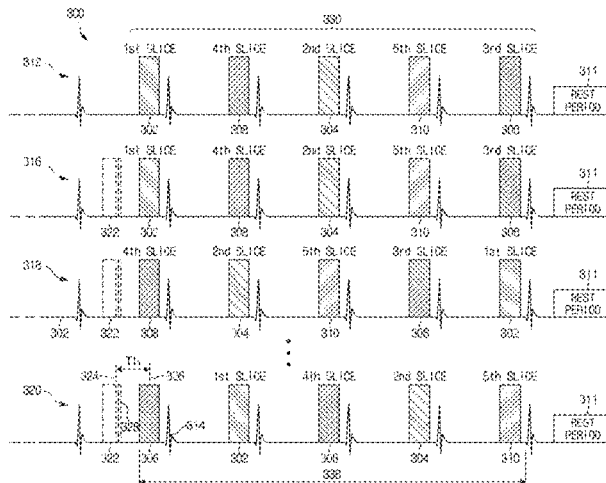 300
330
1st SLICE 4th SLICE 2nd SLICE 5th SLICE 3rd SLICE
312
311
REST PERIOD
302 308 304 310 306
1st SLICE 4th SLICE 2nd SLICE 5th SLICE 3rd SLICE
316
311
REST PERIOD
322 302 308 304 310 306
4th SLICE 2nd SLICE 5th SLICE 3rd SLICE 1st SLICE
318
311
REST PERIOD
302 322 308 304 310 306 302
324
326
1st SLICE 4th SLICE 2nd SLICE 5th SLICE
320
314
311
REST PERIOD
322 306 302 308 304 310